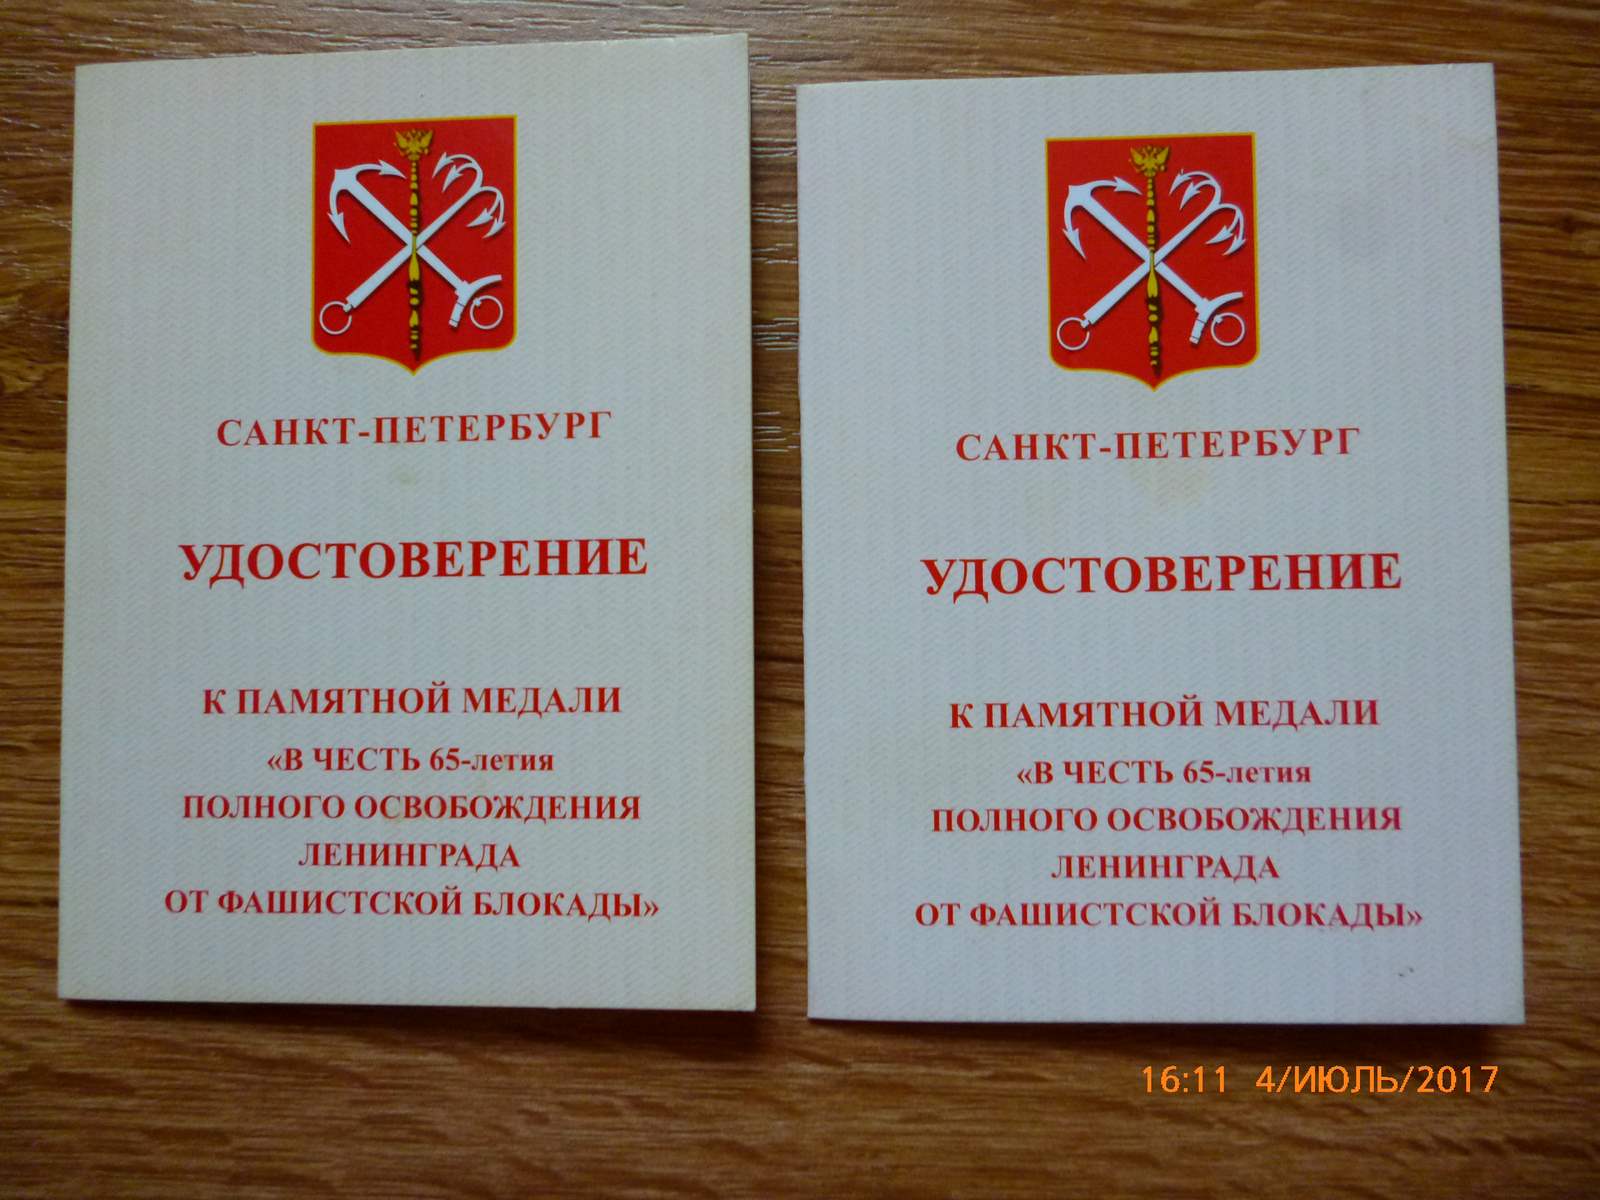 САНКТ-ПЕТЕРБУРГ
УДОСТОВЕРЕНИЕ
К ПАМЯТНОЙ МЕДАЛИ
«В ЧЕСТЬ 65-летия
ПОЛНОГО ОСВОБОЖДЕНИЯ
ЛЕНИНГРАДА
ОТ ФАШИСТСКОЙ БЛОКАДЫ»
САНКТ-ПЕТЕРБУРГ
УДОСТОВЕРЕНИЕ
К ПАМЯТНОЙ МЕДАЛИ
«В ЧЕСТЬ 65-летия
ПОЛНОГО ОСВОБОЖДЕНИЯ
ЛЕНИНГРАДА
ОТ ФАШИСТСКОЙ БЛОКАДЫ»
16:11 4/ИЮЛЬ/2017